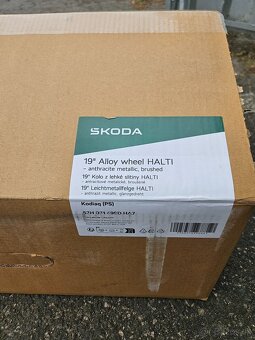 ŠKODA
19" Alloy wheel HALTI
- anthracite metallic, brushed
19" Kolo z lehké slitiny HALTI
- antracitové metalické, broušené
19" Leichtmetallfelge HALTI
- anthrazit metallic, glanzgedreht
Kodiaq (PS)